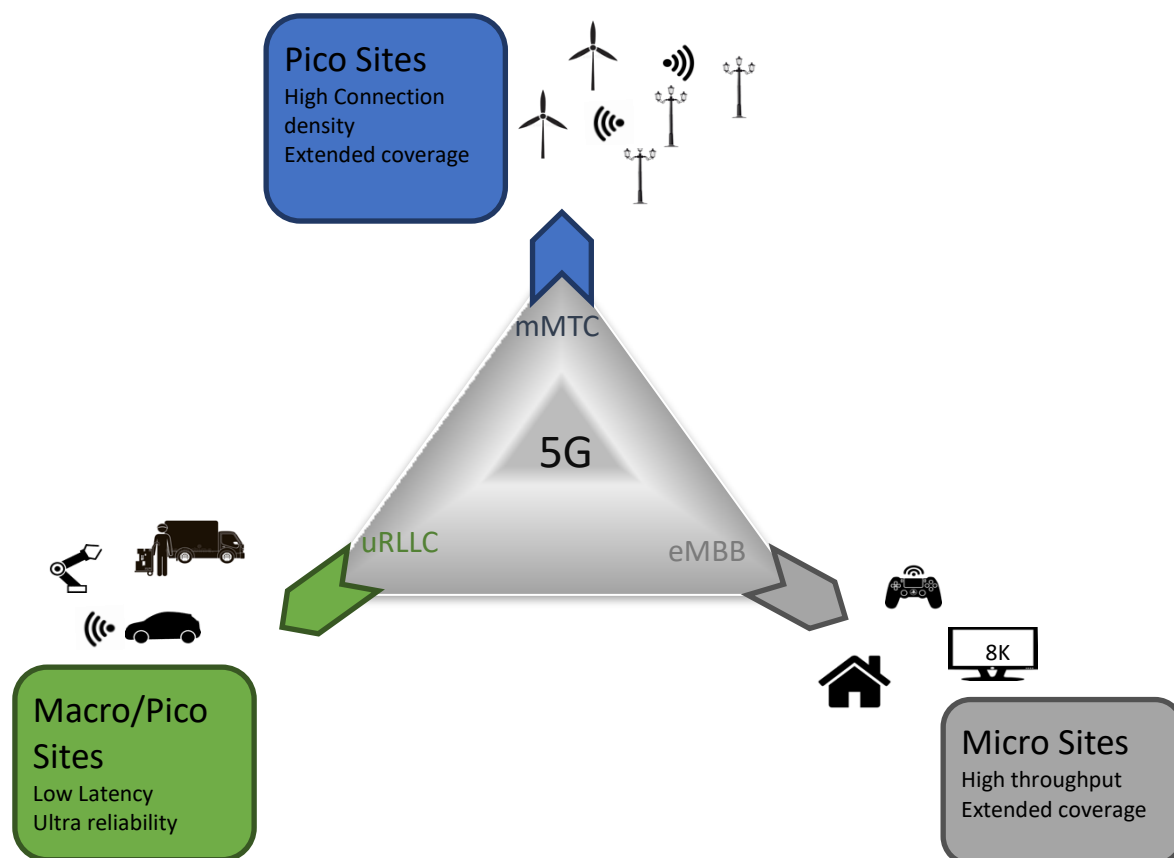 Pico Sites
High Connection
density
Extended coverage
mMTC
5G
uRLLC
eMBB
8K
Macro/Pico
Sites
Low Latency
Ultra reliability
Micro Sites
High throughput
Extended coverage